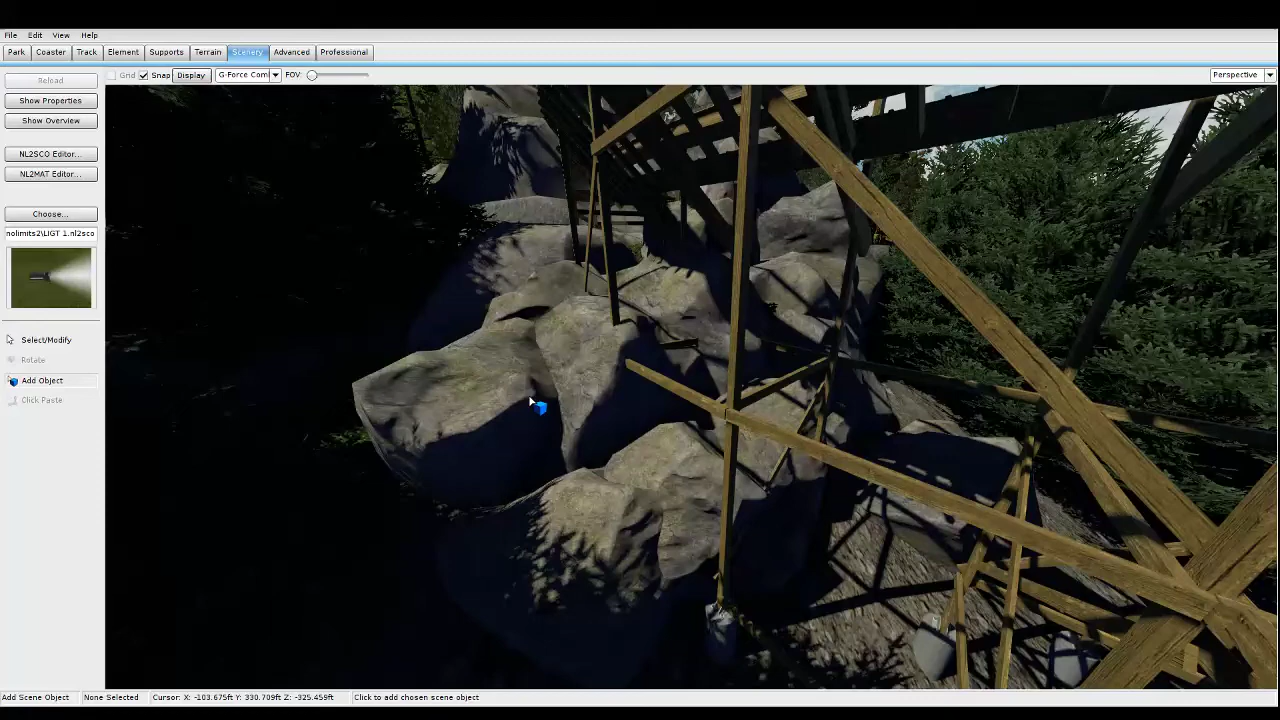 File Edit View Help
Park Coaster Track Element Supports Terrain Scenery Advanced Professional
Reload Grid Snap Display G-Force Com FOV: Perspective
Show Properties
Show Overview
NL2SCO Editor...
NL2MAT Editor...
Choose...
nolimits2\LIGT 1.nl2sco
Select/Modify
Rotate
Add Object
Click Paste
Add Scene Object None Selected Cursor: X: -103.675ft Y: 330.709ft Z: -325.459ft Click to add chosen scene object